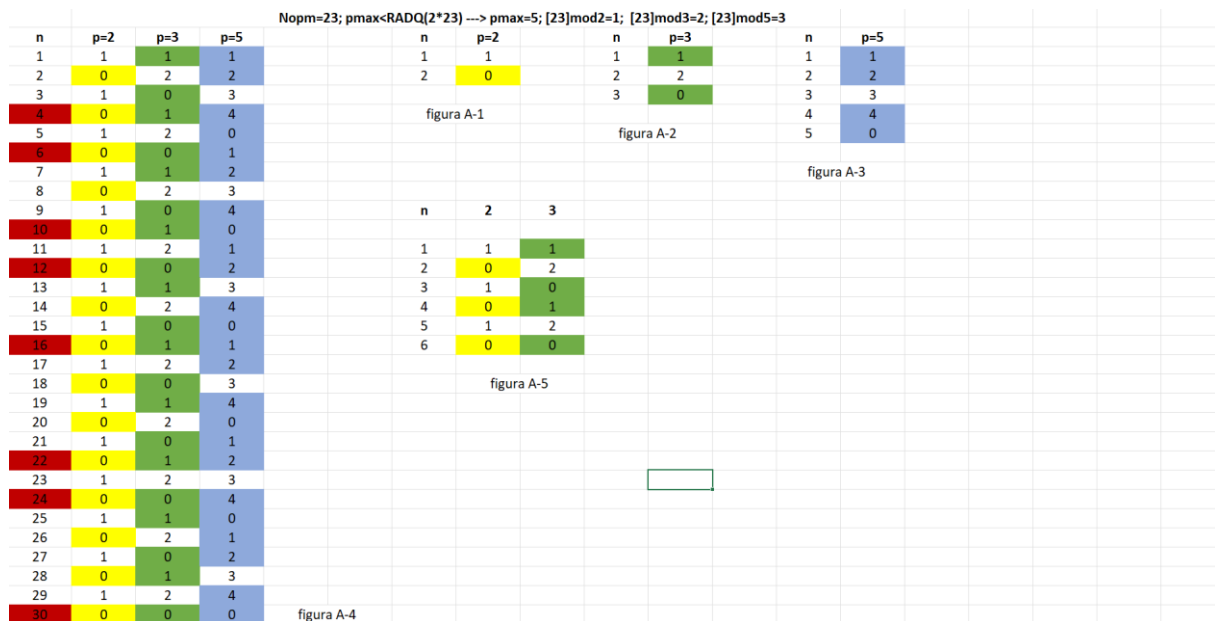 Nopm=23; pmax<RADQ(2*23) ---> pmax=5; [23]mod2=1; [23]mod3=2; [23]mod5=3
n p=2 p=3 p=5 n p=2 n p=3 n p=5
1 1 1 1 1 1 1 1 1 1
2 0 2 2 2 0 2 2 2 2
3 1 0 3 3 0 3 3
4 0 1 4 figura A-1 4 4
5 1 2 0 figura A-2 5 0
6 0 0 1
7 1 1 2 figura A-3
8 0 2 3
9 1 0 4 n 2 3
10 0 1 0
11 1 2 1 1 1 1
12 0 0 2 2 0 2
13 1 1 3 3 1 0
14 0 2 4 4 0 1
15 1 0 0 5 1 2
16 0 1 1 6 0 0
17 1 2 2
18 0 0 3 figura A-5
19 1 1 4
20 0 2 0
21 1 0 1
22 0 1 2
23 1 2 3
24 0 0 4
25 1 1 0
26 0 2 1
27 1 0 2
28 0 1 3
29 1 2 4
30 0 0 0 figura A-4